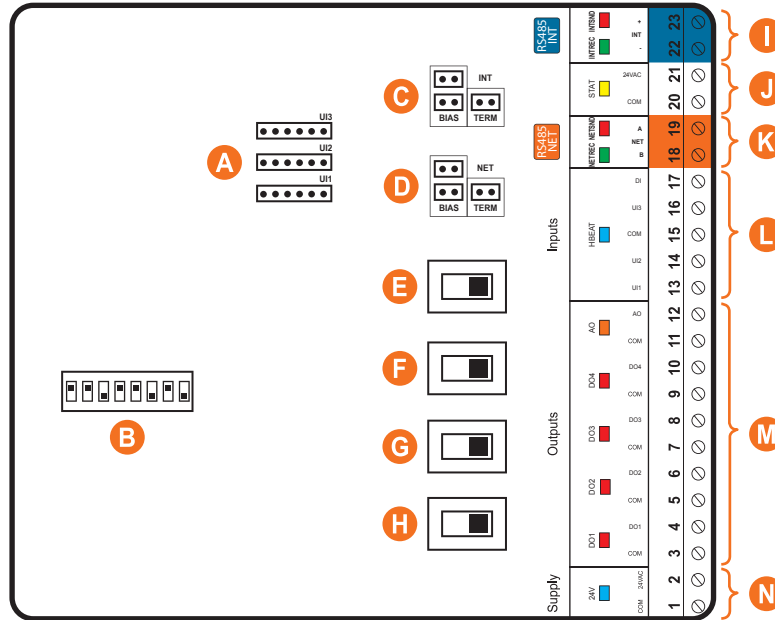 UI3
UI2
UI1
A
B
INT
BIAS TERM
C
NET
BIAS TERM
D
E
F
G
H
RS485
INT
INTREC INTSND
+
INT
-
23
22
I
STAT
24VAC
COM
21
20
J
RS485
NET
NETREC NETSND
A
NET
B
19
18
K
Inputs
HBEAT
DI
UI3
COM
UI2
UI1
17
16
15
14
13
L
Outputs
AO
AO
COM
12
11
DO4
DO4
COM
10
9
DO3
DO3
COM
8
7
DO2
DO2
COM
6
5
DO1
DO1
COM
4
3
M
Supply
24V
COM 24VAC
2
1
N